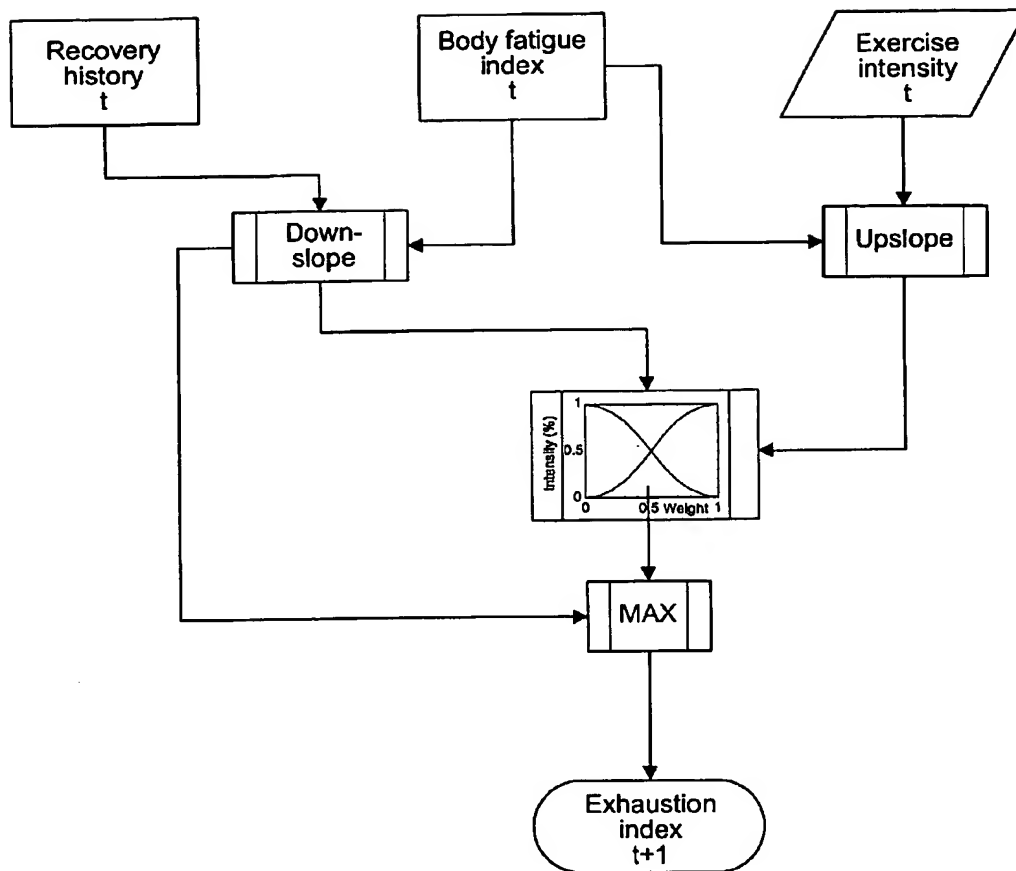 Recovery
history
t
Body fatigue
index
t
Exercise
intensity
t
Down-
slope
Upslope
Intensity (%)
1
0.5
0
0
0.5 Weight 1
MAX
Exhaustion
index
t+1